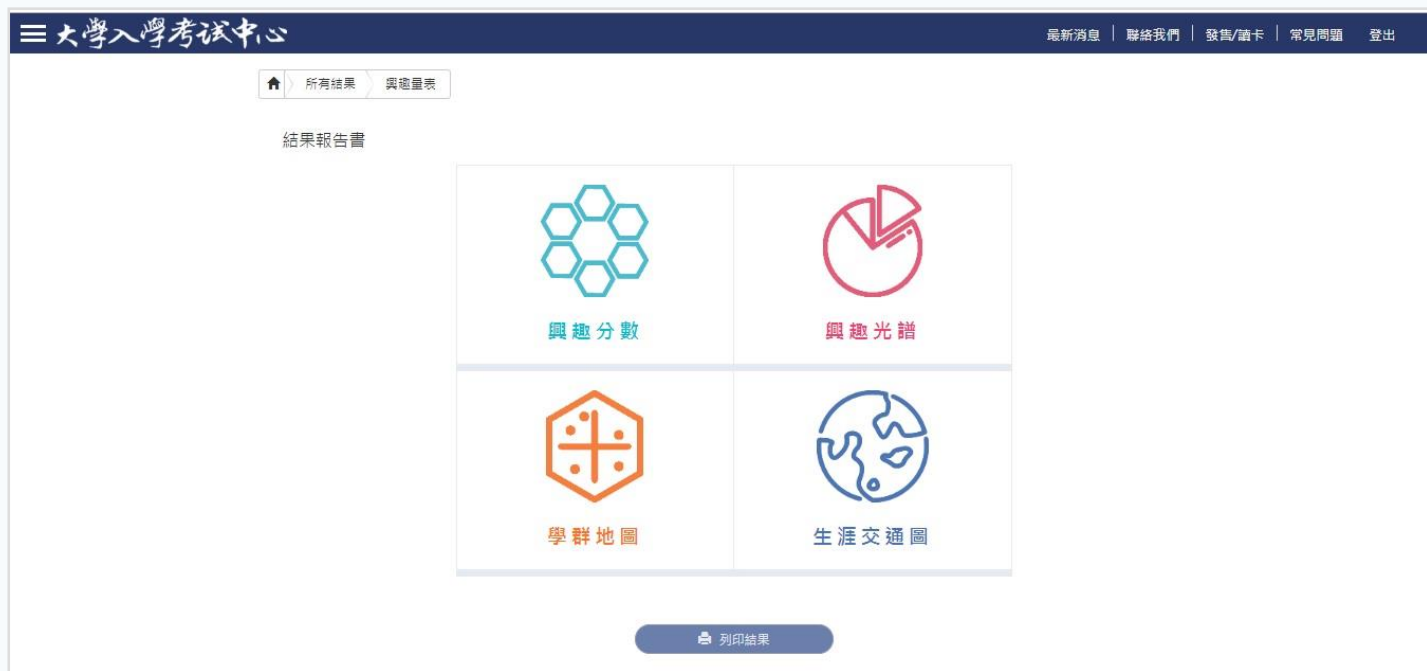 大學入學考試中心
最新消息 | 聯絡我們 | 發售/讀卡 | 常見問題 登出
所有結果 興趣量表
結果報告書
興趣分數 興趣光譜
學群地圖 生涯交通圖
列印結果